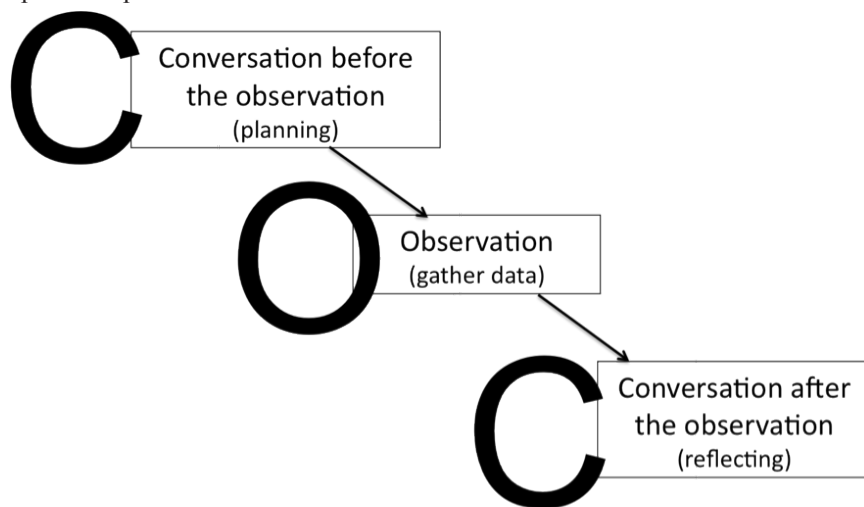 C
Conversation before
the observation
(planning)
O
Observation
(gather data)
C
Conversation after
the observation
(reflecting)